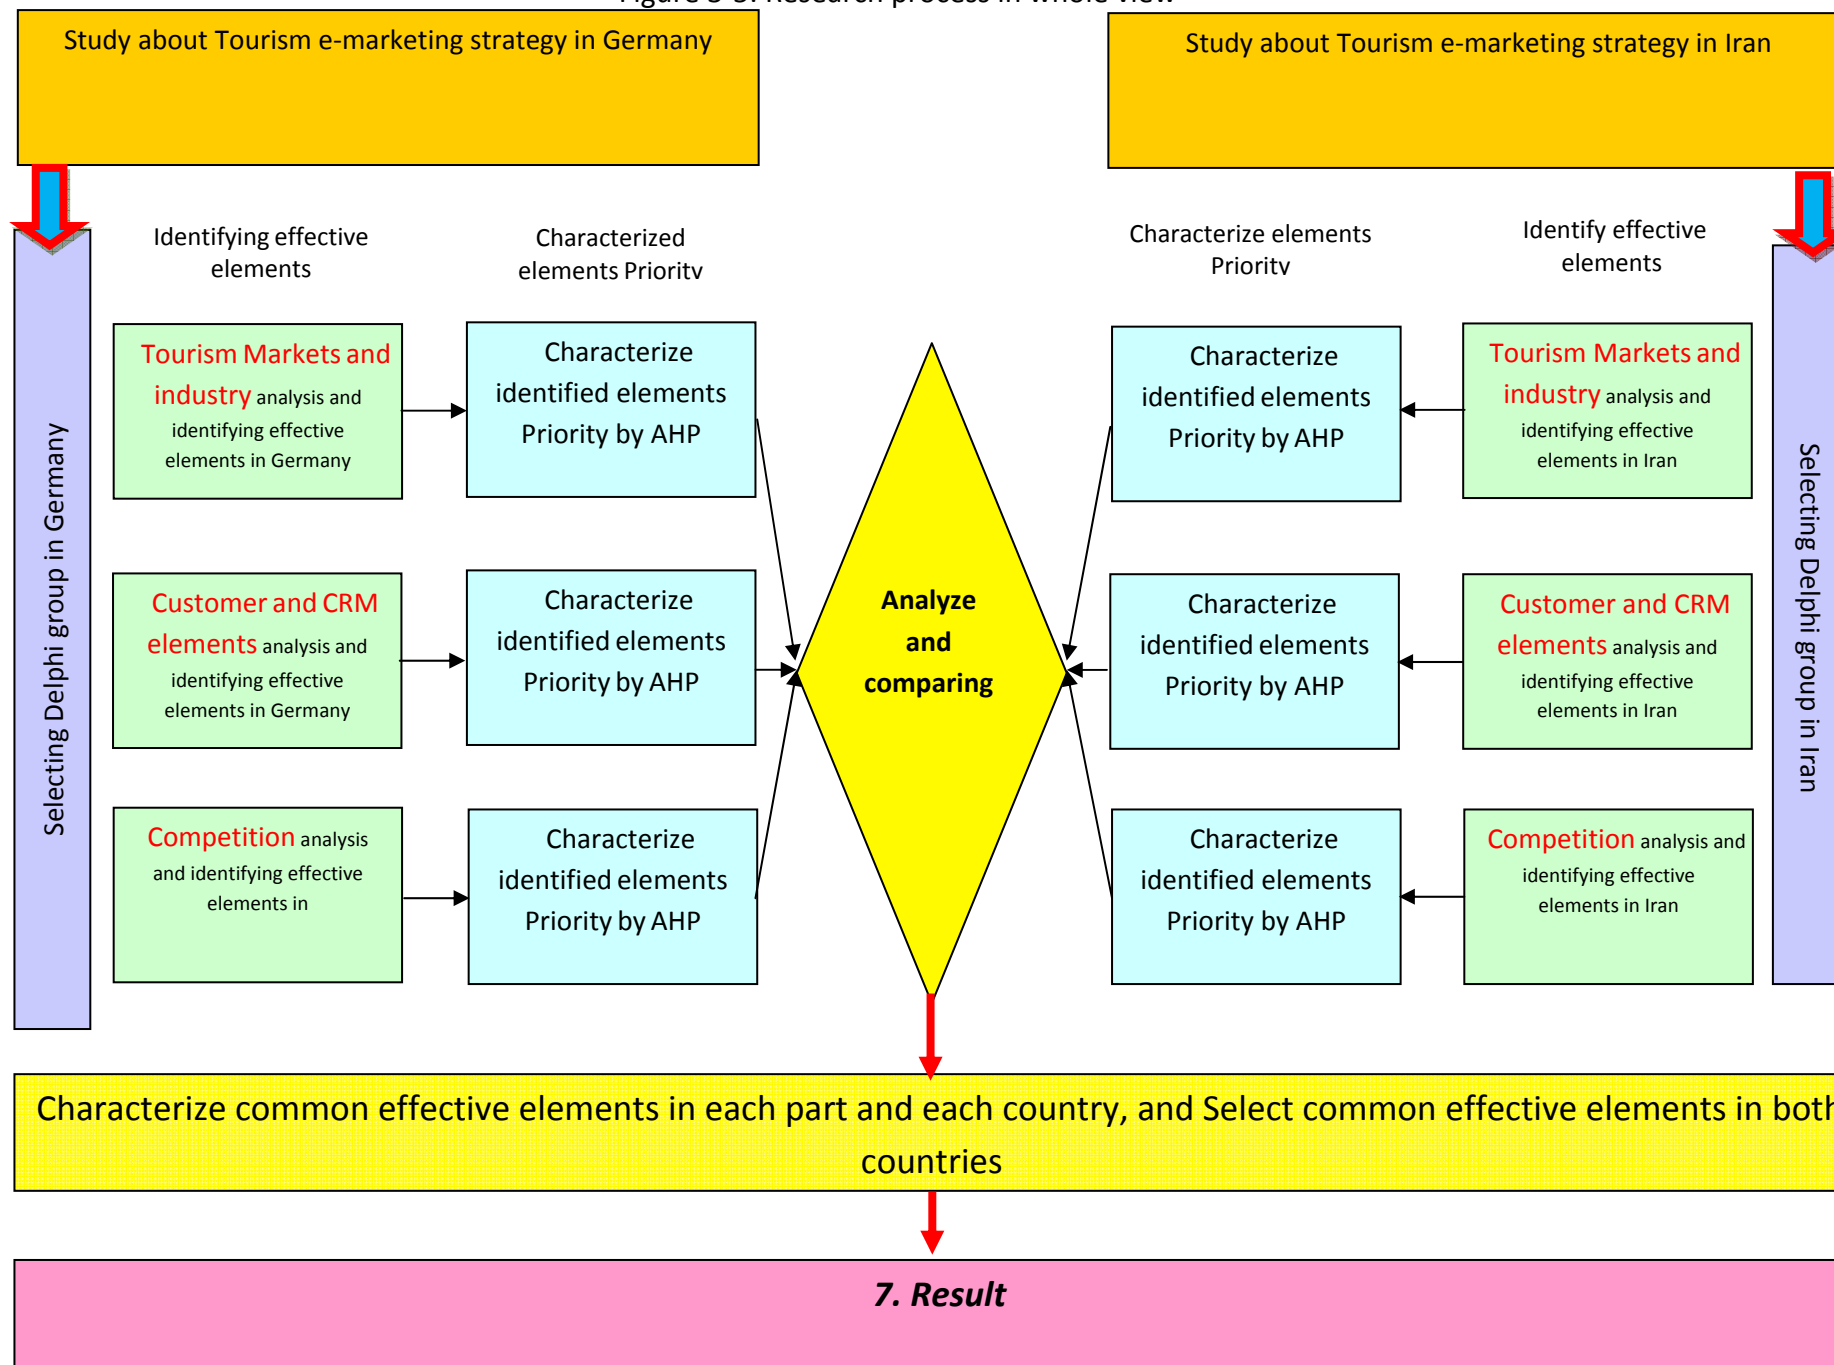 Figure 3-3: Research process in whole view
Study about Tourism e-marketing strategy in Germany
Study about Tourism e-marketing strategy in Iran
Selecting Delphi group in Germany
Identifying effective
elements
Characterized
elements Priority
Characterize elements
Priority
Identify effective
elements
Selecting Delphi group in Iran
Tourism Markets and
industry analysis and
identifying effective
elements in Germany
Characterize
identified elements
Priority by AHP
Characterize
identified elements
Priority by AHP
Tourism Markets and
industry analysis and
identifying effective
elements in Iran
Customer and CRM
elements analysis and
identifying effective
elements in Germany
Characterize
identified elements
Priority by AHP
Analyze
and
comparing
Characterize
identified elements
Priority by AHP
Customer and CRM
elements analysis and
identifying effective
elements in Iran
Competition analysis
and identifying effective
elements in
Characterize
identified elements
Priority by AHP
Characterize
identified elements
Priority by AHP
Competition analysis and
identifying effective
elements in Iran
Characterize common effective elements in each part and each country, and Select common effective elements in both
countries
7. Result